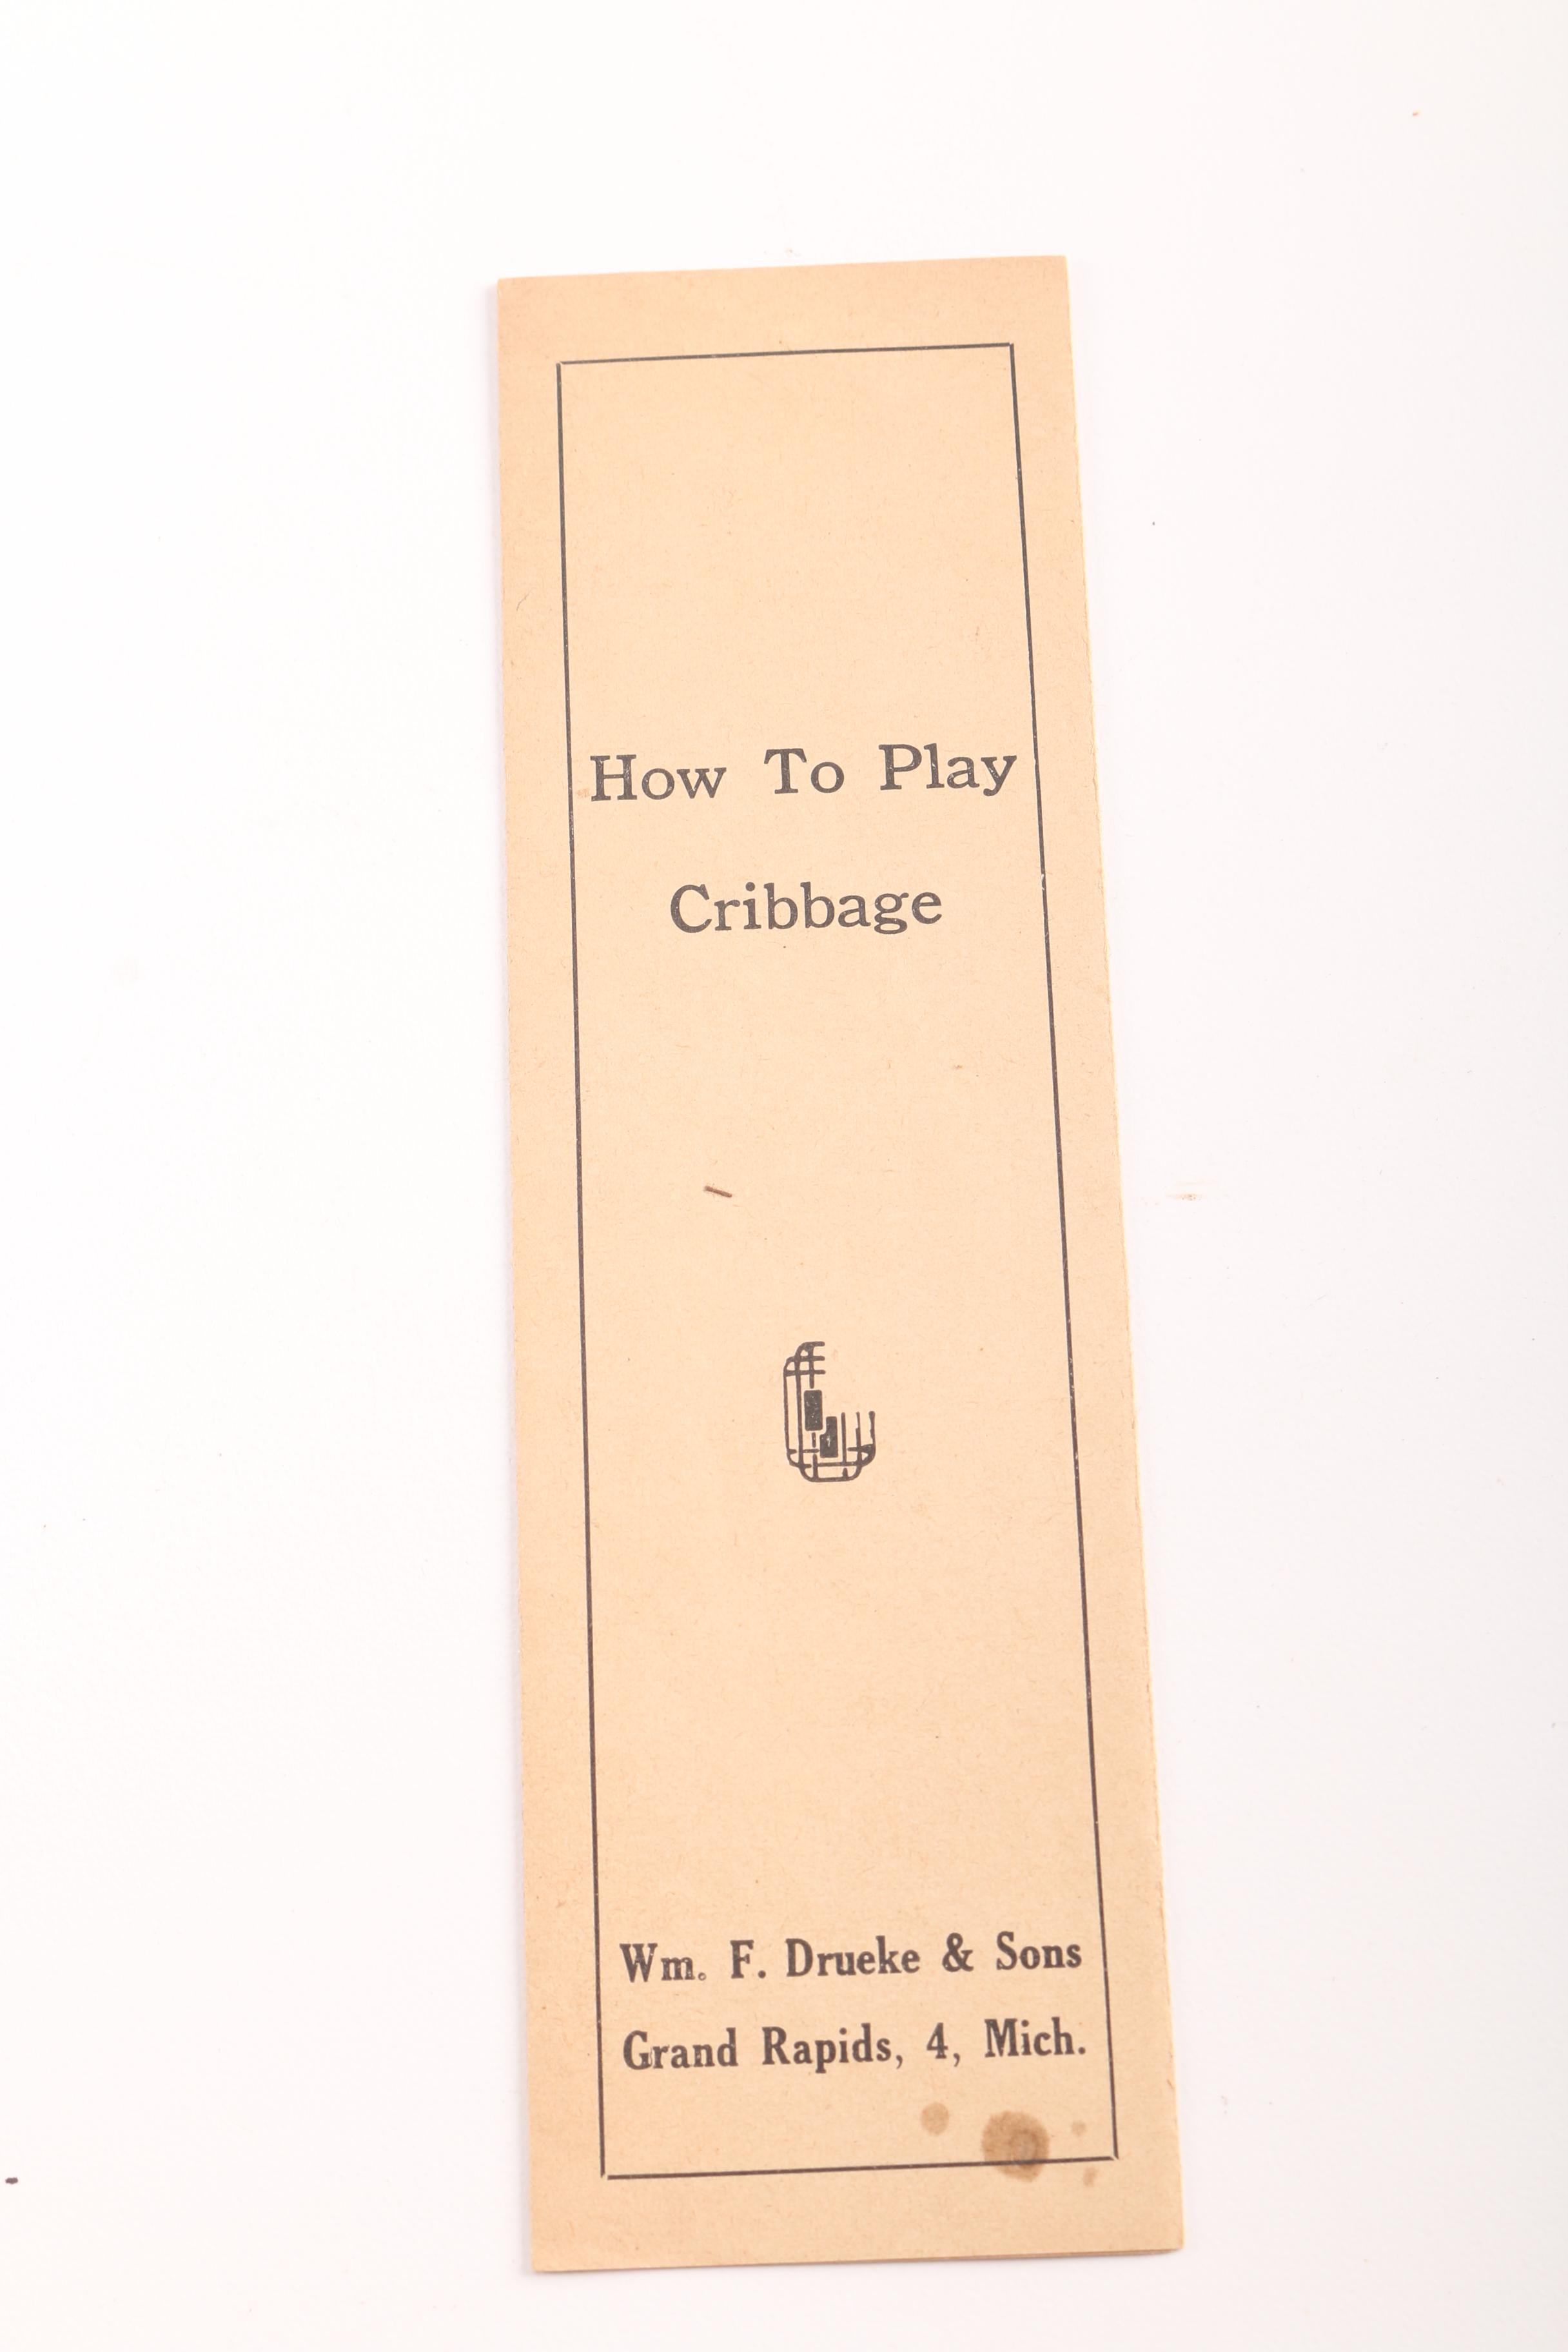 How To Play
Cribbage
Wm. F. Drueke & Sons
Grand Rapids, 4, Mich.